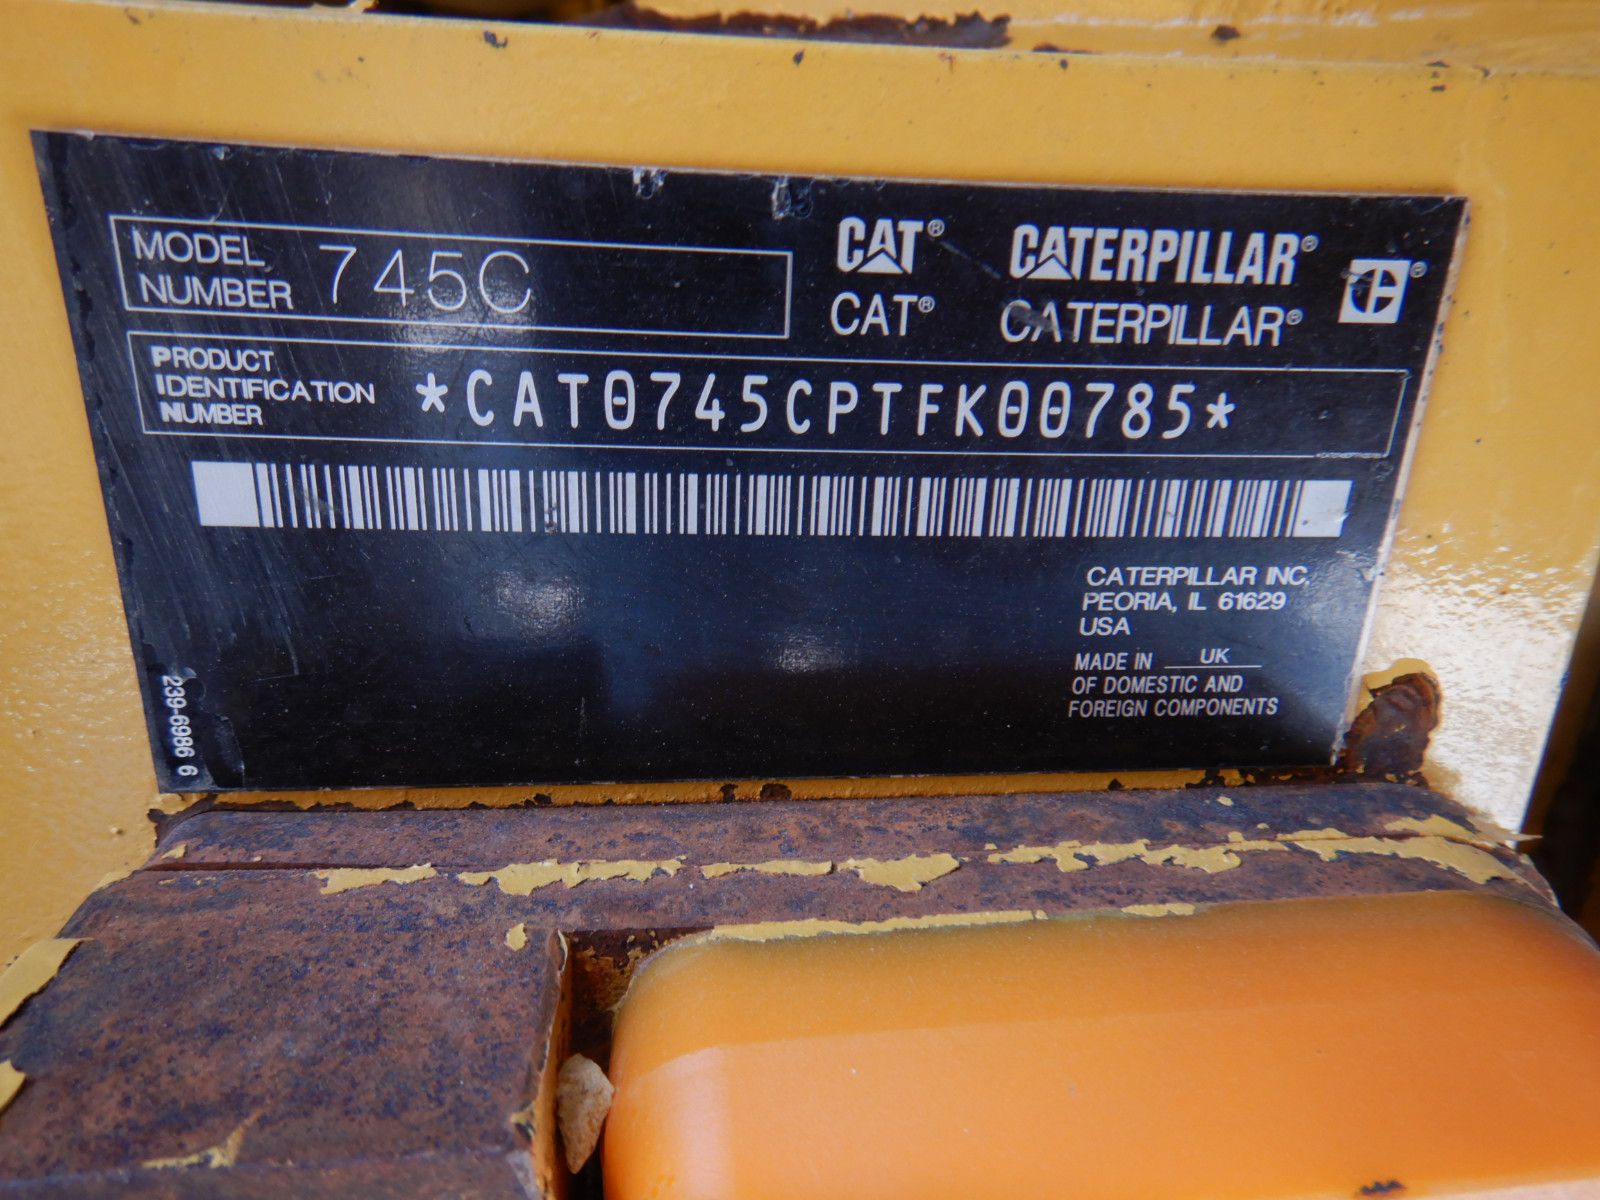 MODEL NUMBER 745C
CAT® CATERPILLAR®
CAT® CATERPILLAR®
PRODUCT
IDENTIFICATION
NUMBER
*CAT0745CPTFK00785*
CATERPILLAR INC.
PEORIA, IL 61629
USA
MADE IN UK
OF DOMESTIC AND
FOREIGN COMPONENTS
239-6986 6